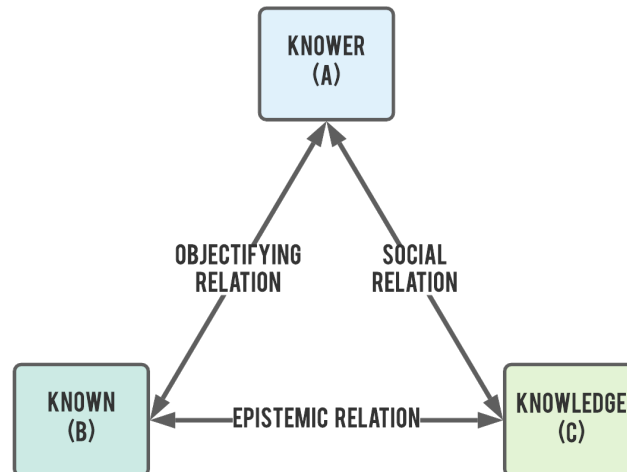 KNOWER
(A)
OBJECTIFYING
RELATION
SOCIAL
RELATION
KNOWN
(B)
EPISTEMIC RELATION
KNOWLEDGE
(C)